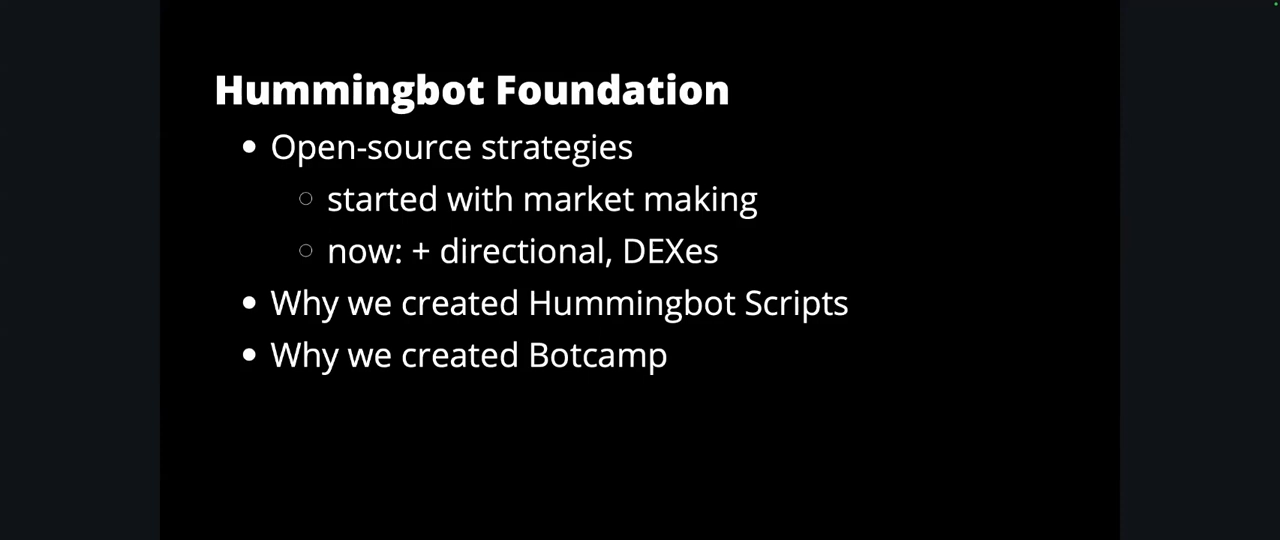 Hummingbot Foundation
Open-source strategies
started with market making
now: + directional, DEXes
Why we created Hummingbot Scripts
Why we created Botcamp